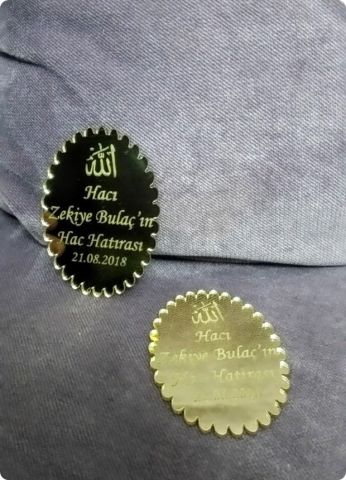 الله
Hacı
Zekiye Bulaç'ın
Hac Hatırası
21.08.2018
الله
Hacı
Zekiye Bulaç'ın
Hatırası